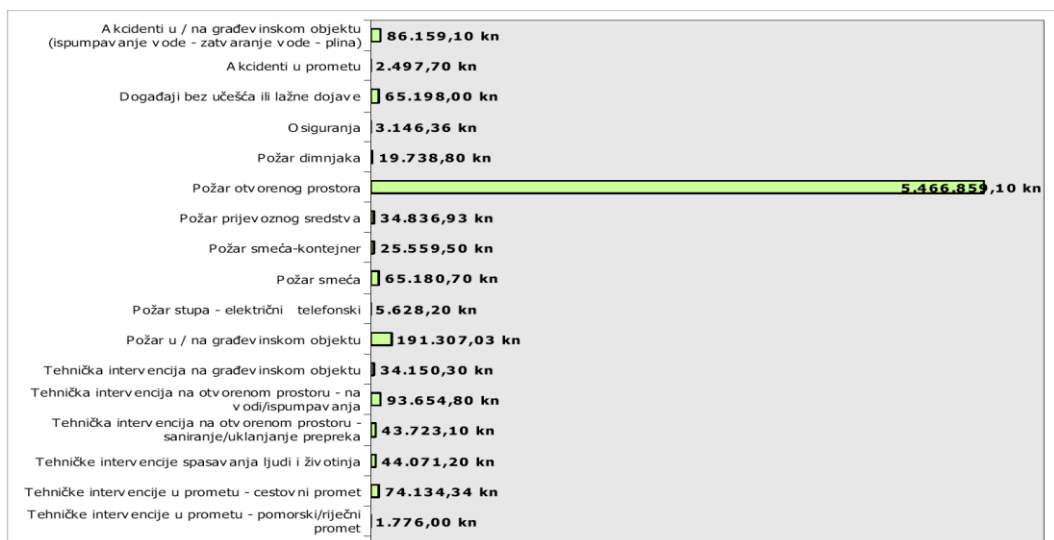 Akcidenti u / na građevinskom objektu
(ispumpavanje vode - zatvaranje vode - plina)
86.159,10 kn
Akcidenti u prometu
2.497,70 kn
Događaji bez učešća ili lažne dojave
65.198,00 kn
Osiguranja
3.146,36 kn
Požar dimnjaka
19.738,80 kn
Požar otvorenog prostora
5.466.859,10 kn
Požar prijevoznog sredstva
34.836,93 kn
Požar smeća-kontejner
25.559,50 kn
Požar smeća
65.180,70 kn
Požar stupa - električni telefonski
5.628,20 kn
Požar u / na građevinskom objektu
191.307,03 kn
Tehnička intervencija na građevinskom objektu
34.150,30 kn
Tehnička intervencija na otvorenom prostoru - na
vodi/ispumpavanja
93.654,80 kn
Tehnička intervencija na otvorenom prostoru -
saniranje/uklanjanje prepreka
43.723,10 kn
Tehničke intervencije spasavanja ljudi i životinja
44.071,20 kn
Tehničke intervencije u prometu - cestovni promet
74.134,34 kn
Tehničke intervencije u prometu - pomorski/riječni
promet
1.776,00 kn